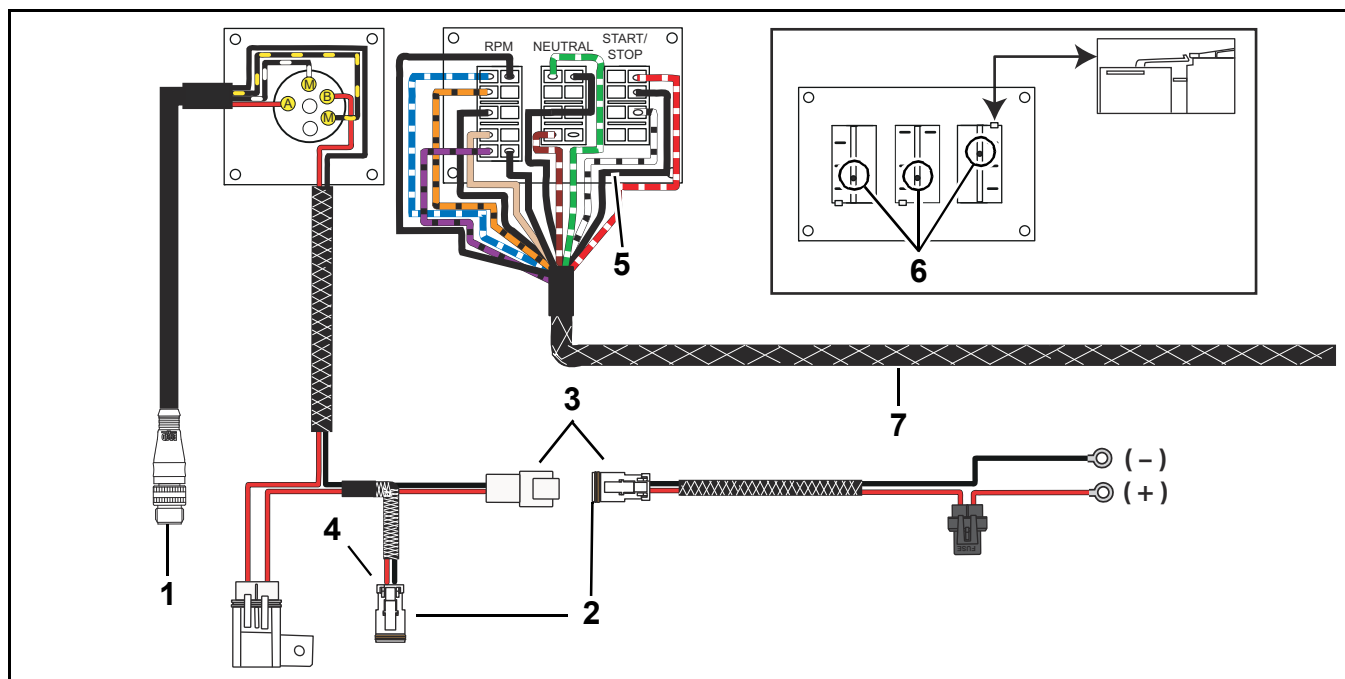 RPM
NEUTRAL
START/
STOP
M
B
A
M
5
6
7
3
( – )
( + )
4
FUSE
1
2